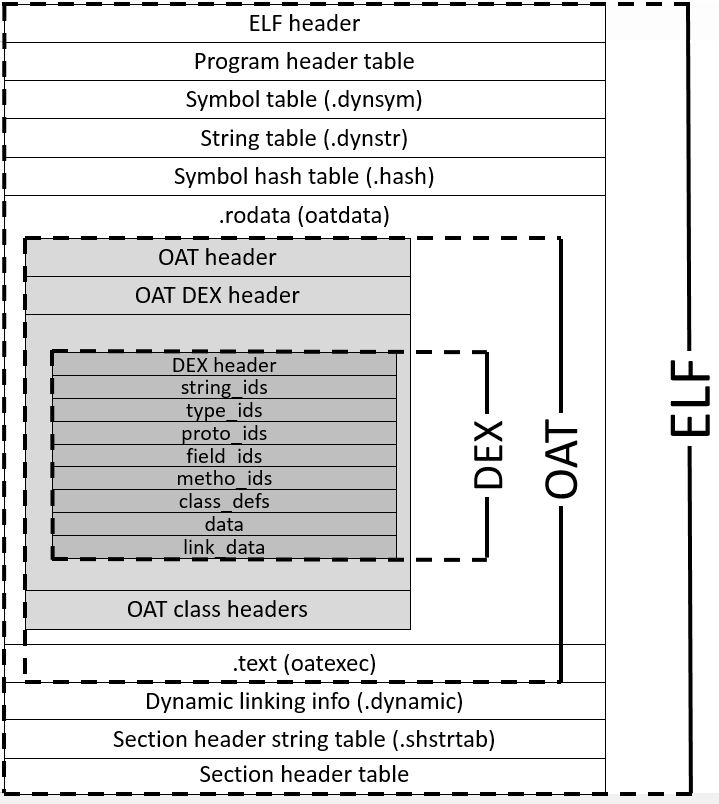 ELF header
Program header table
Symbol table (.dynsym)
String table (.dynstr)
Symbol hash table (.hash)
.rodata (oatdata)
OAT header
OAT DEX header
DEX header
string_ids
type_ids
proto_ids
field_ids
metho_ids
class_defs
data
link_data
OAT class headers
.text (oatexec)
Dynamic linking info (.dynamic)
Section header string table (.shstrtab)
Section header table
DEX
OAT
ELF